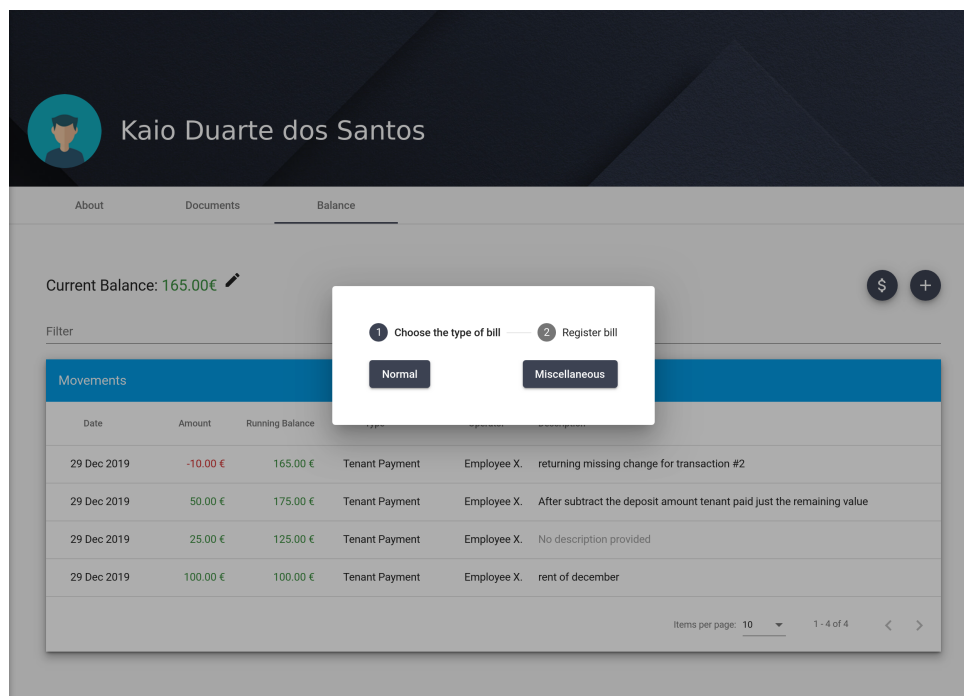 Kaio Duarte dos Santos
About Documents Balance
Current Balance: 165.00€
$ +
Filter
1 Choose the type of bill 2 Register bill
Normal Miscellaneous
Movements
Date Amount Running Balance Type Operator Description
29 Dec 2019 -10.00 € 165.00 € Tenant Payment Employee X. returning missing change for transaction #2
29 Dec 2019 50.00 € 175.00 € Tenant Payment Employee X. After subtract the deposit amount tenant paid just the remaining value
29 Dec 2019 25.00 € 125.00 € Tenant Payment Employee X. No description provided
29 Dec 2019 100.00 € 100.00 € Tenant Payment Employee X. rent of december
Items per page: 10 1 - 4 of 4